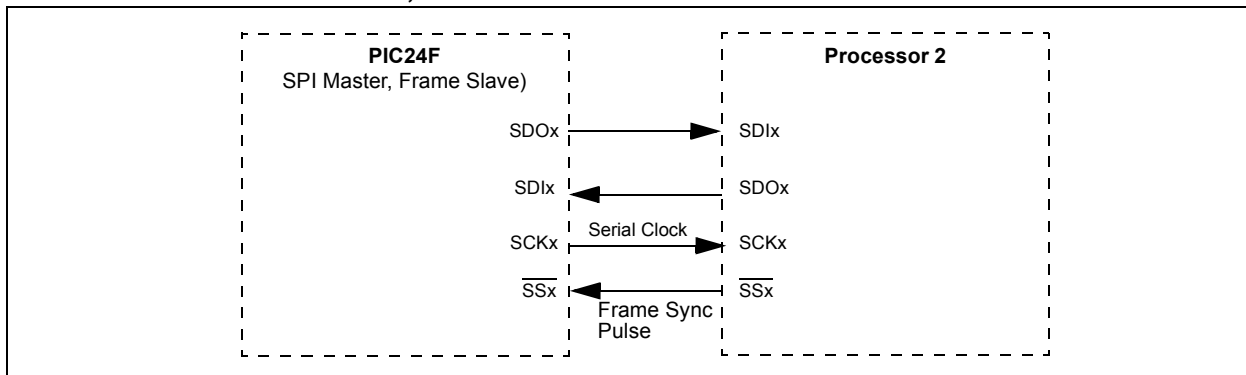 PIC24F
SPI Master, Frame Slave)
Processor 2
SDOx
SDIx
SDIx
SDOx
SCKx
Serial Clock
SCKx
SSx
Frame Sync
Pulse
SSx